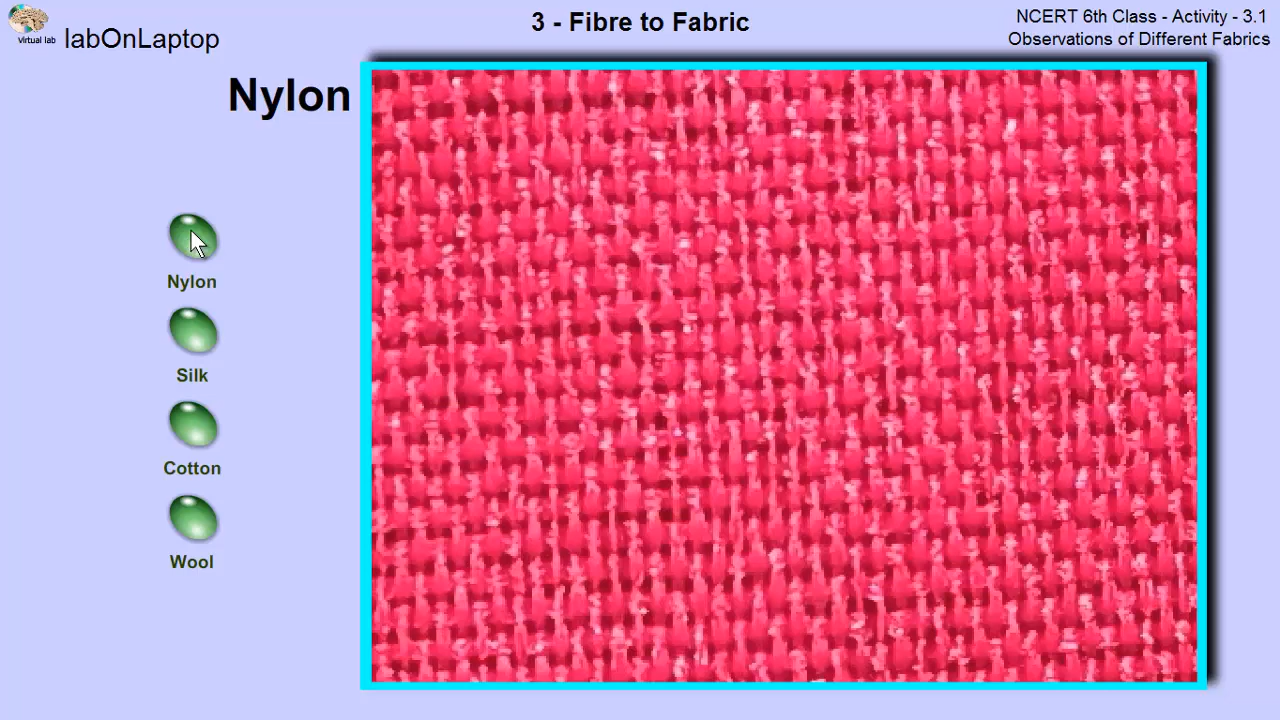 Virtual lab
labOnLaptop
3 - Fibre to Fabric
NCERT 6th Class - Activity - 3.1
Observations of Different Fabrics
Nylon
Nylon
Silk
Cotton
Wool